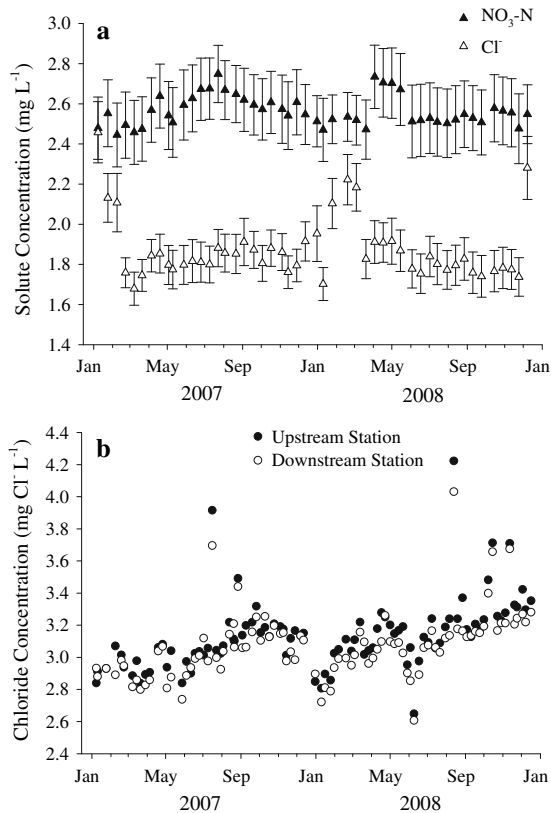 a
NO₃-N
Cl⁻
Solute Concentration (mg L⁻¹)
3.0
2.8
2.6
2.4
2.2
2.0
1.8
1.6
1.4
Jan May Sep Jan May Sep Jan
2007 2008
b
Upstream Station
Downstream Station
Chloride Concentration (mg Cl⁻ L⁻¹)
4.4
4.2
4.0
3.8
3.6
3.4
3.2
3.0
2.8
2.6
2.4
Jan May Sep Jan May Sep Jan
2007 2008